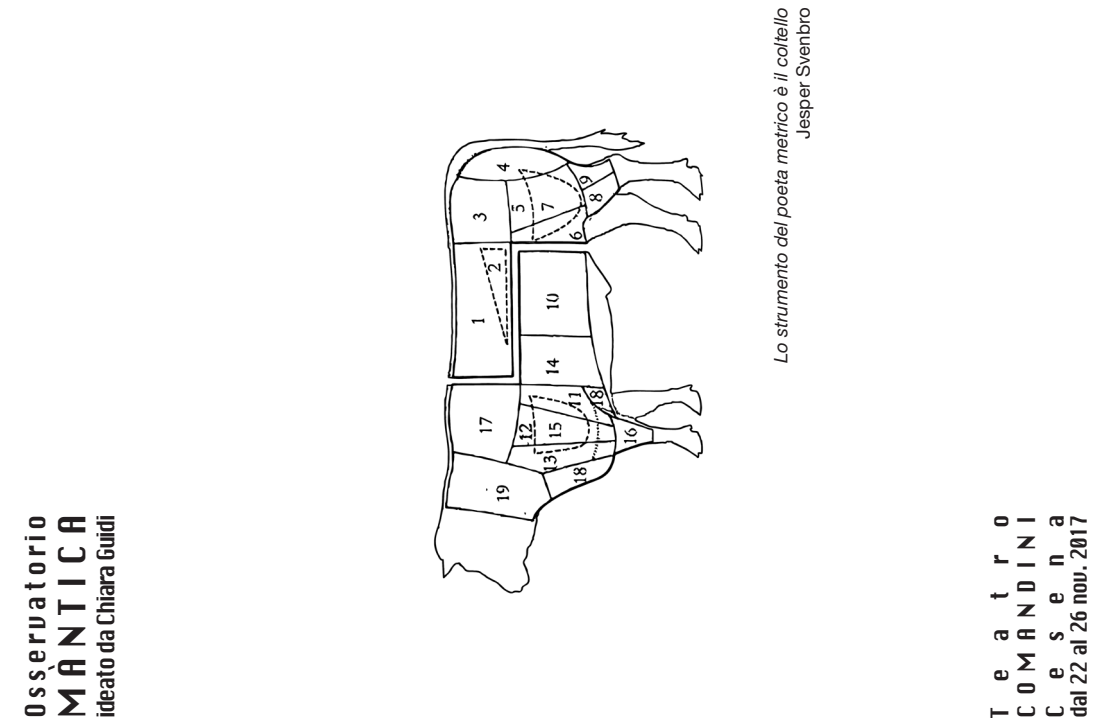 Osservatorio
MÀNTICA
ideato da Chiara Guidi
17
1
3
19
2
4
12
5
13
15
14
10
7
18
11
6
9
18
8
16
Lo strumento del poeta metrico è il coltello
Jesper Svenbro
Teatro
COMANDINI
Cesena
dal 22 al 26 nov. 2017